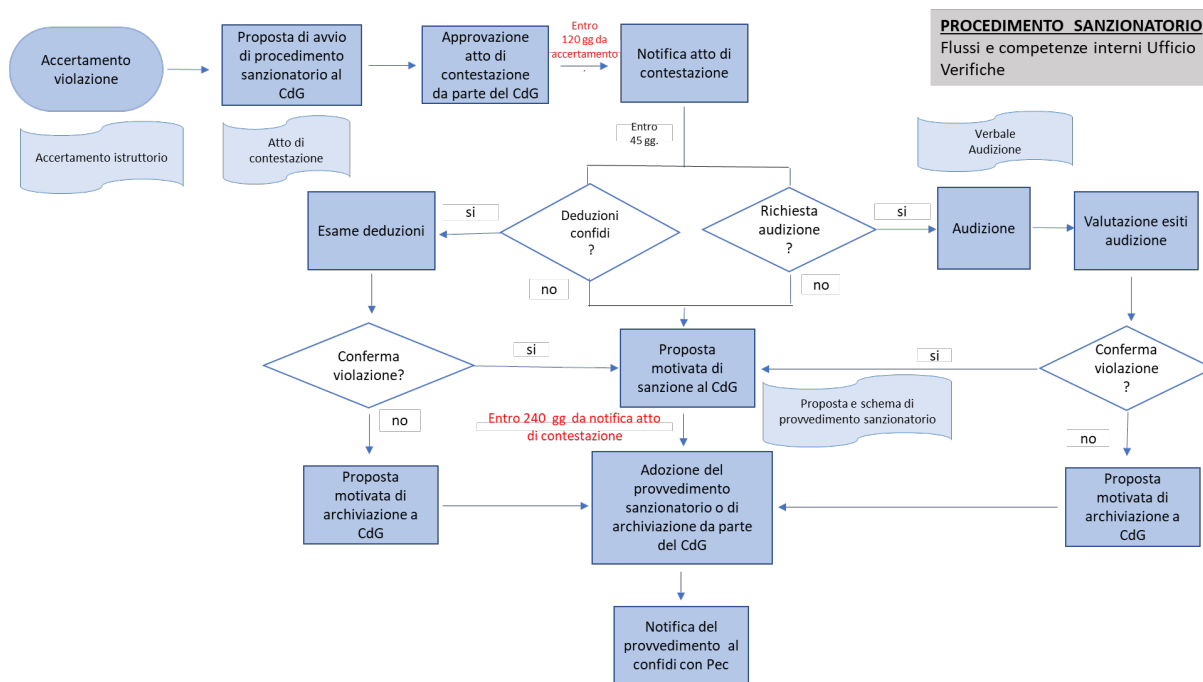 PROCEDIMENTO SANZIONATORIO
Flussi e competenze interni Ufficio
Verifiche
Accertamento
violazione
Proposta di avvio
di procedimento
sanzionatorio al
CdG
Approvazione
atto di
contestazione
da parte del CdG
Entro
120 gg da
accertamento
.
Notifica atto di
contestazione
Accertamento istruttorio
Atto di
contestazione
Entro
45 gg.
Verbale
Audizione
Esame deduzioni
si
Deduzioni
confidi
?
Richiesta
audizione
?
si
Audizione
Valutazione esiti
audizione
no
no
Conferma
violazione?
si
Proposta
motivata di
sanzione al CdG
si
Conferma
violazione
?
Proposta e schema di
provvedimento sanzionatorio
no
Entro 240 gg da notifica atto
di contestazione
no
Proposta
motivata di
archiviazione a
CdG
Adozione del
provvedimento
sanzionatorio o di
archiviazione da parte
del CdG
Proposta
motivata di
archiviazione a
CdG
Notifica del
provvedimento al
confidi con Pec